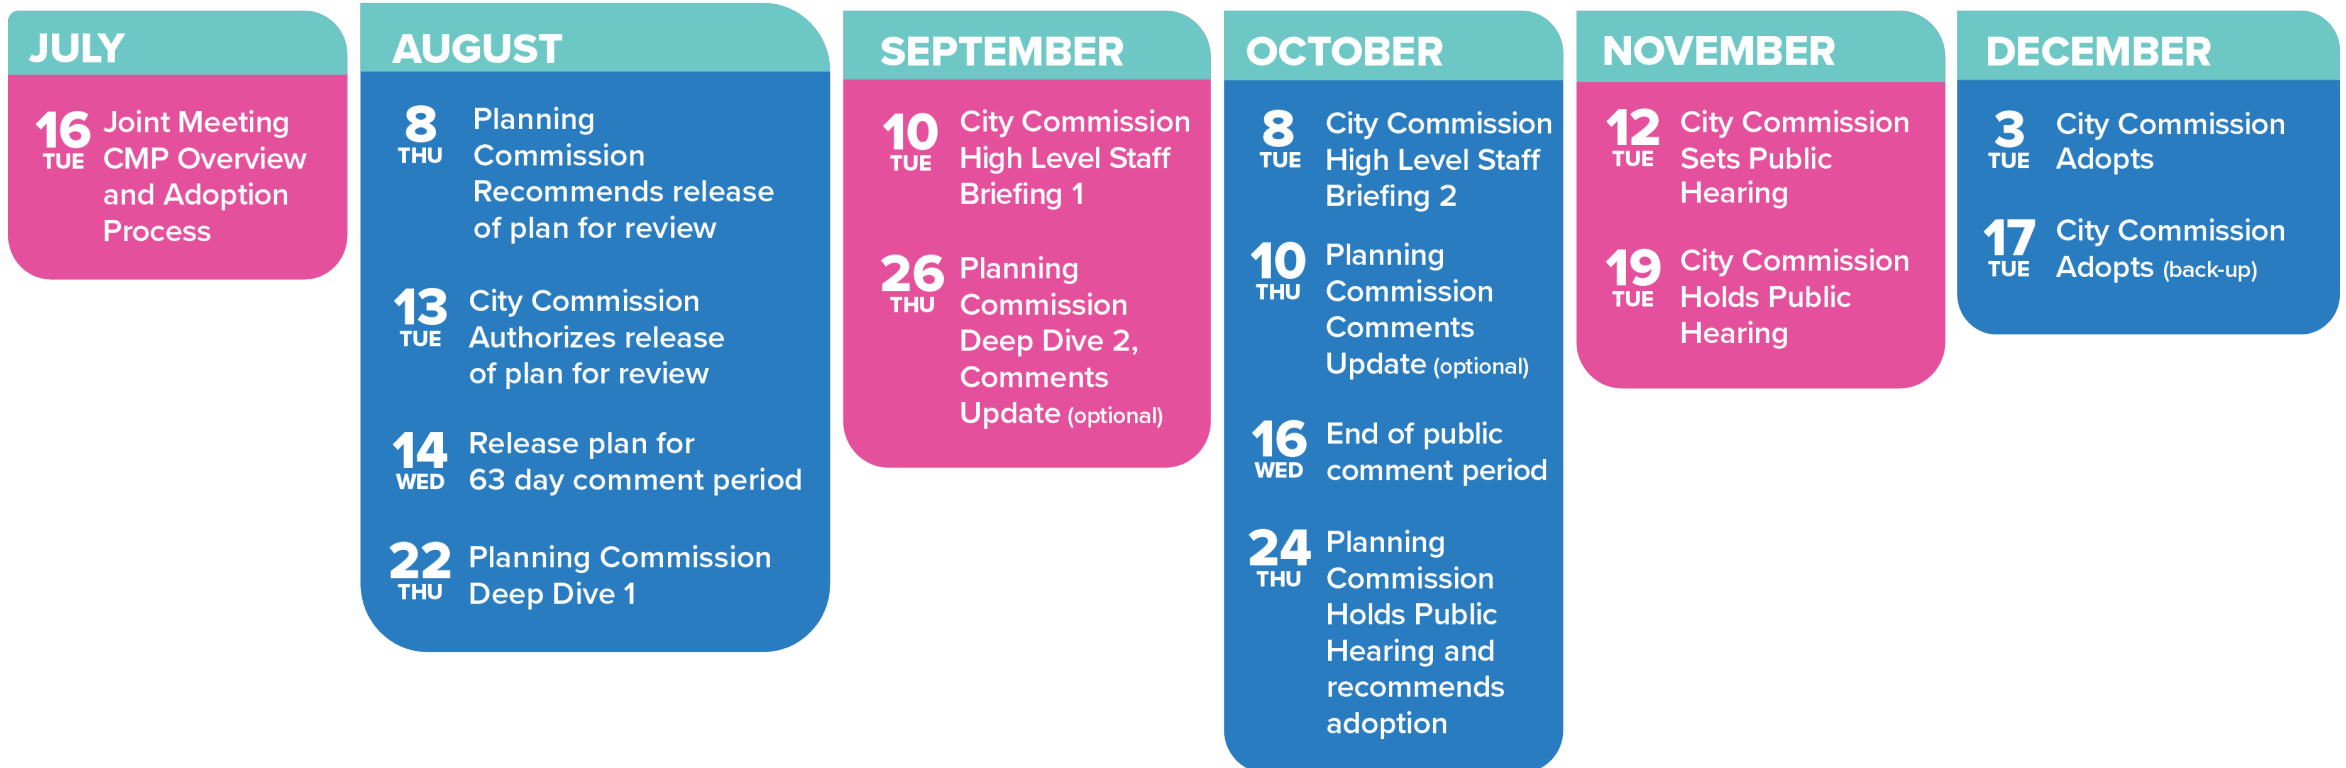 JULY
16
TUE
Joint Meeting
CMP Overview
and Adoption
Process
AUGUST
8
THU
Planning
Commission
Recommends release
of plan for review
13
TUE
City Commission
Authorizes release
of plan for review
14
WED
Release plan for
63 day comment period
22
THU
Planning Commission
Deep Dive 1
SEPTEMBER
10
TUE
City Commission
High Level Staff
Briefing 1
26
THU
Planning
Commission
Deep Dive 2,
Comments
Update (optional)
OCTOBER
8
TUE
City Commission
High Level Staff
Briefing 2
10
THU
Planning
Commission
Comments
Update (optional)
16
WED
End of public
comment period
24
THU
Planning
Commission
Holds Public
Hearing and
recommends
adoption
NOVEMBER
12
TUE
City Commission
Sets Public
Hearing
19
TUE
City Commission
Holds Public
Hearing
DECEMBER
3
TUE
City Commission
Adopts
17
TUE
City Commission
Adopts (back-up)